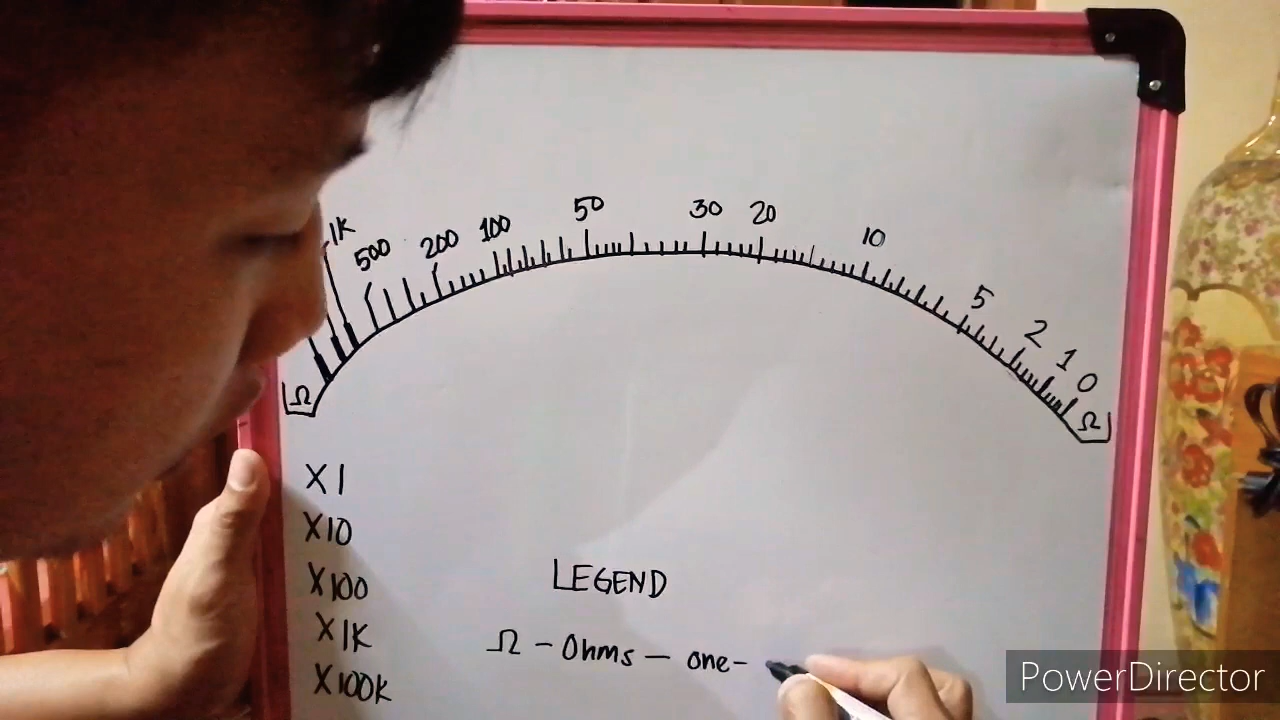 1K 500 200 100 50 30 20 10 5 2 1 0
Ω Ω
X1
X10
X100
X1K
X100K
LEGEND
Ω - Ohms - one-
PowerDirector